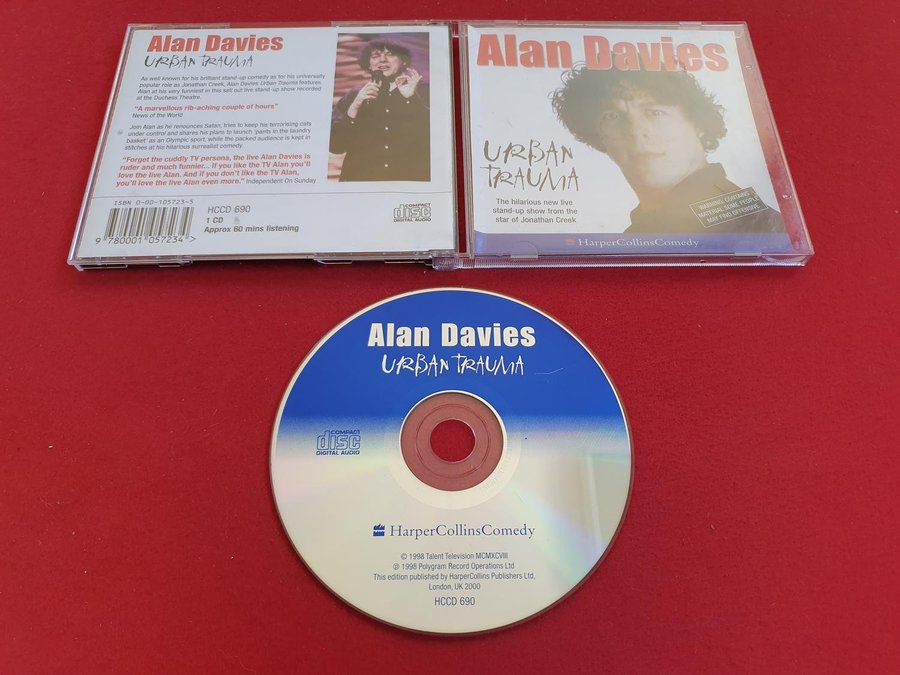 Alan Davies
URBAN TRAUMA
As well known for his brilliant stand-up comedy as for his universally
popular role as Jonathan Creek, Alan Davies Urban Trauma features
Alan at his very funniest in this sell out live stand-up show recorded
at the Duchess Theatre.
"A marvellous rib-aching couple of hours"
News of the World
Join Alan as he renounces Satan, tries to keep his terrorising cats
under control and shares his plans to launch 'pants in the laundry
basket' as an Olympic sport, while the packed audience is kept in
stitches at his hilarious surrealist comedy.
"Forget the cuddly TV persona, the live Alan Davies is
ruder and much funnier... If you like the TV Alan you'll
love the live Alan. And if you don't like the TV Alan,
you'll love the live Alan even more." Independent On Sunday
ISBN 0-00-105723-5
9 780001 057234 >
HCCD 690
1 CD
Approx 60 mins listening
COMPACT
disc
DIGITAL AUDIO
Alan Davies
URBAN
TRAUMA
The hilarious new live
stand-up show from the
star of Jonathan Creek
WARNING: CONTAINS
MATERIAL SOME PEOPLE
MAY FIND OFFENSIVE
HarperCollinsComedy
Alan Davies
URBAN TRAUMA
COMPACT
disc
DIGITAL AUDIO
HarperCollinsComedy
© 1998 Talent Television MCMXCVIII
℗ 1998 Polygram Record Operations Ltd
This edition published by HarperCollins Publishers Ltd,
London, UK 2000
HCCD 690